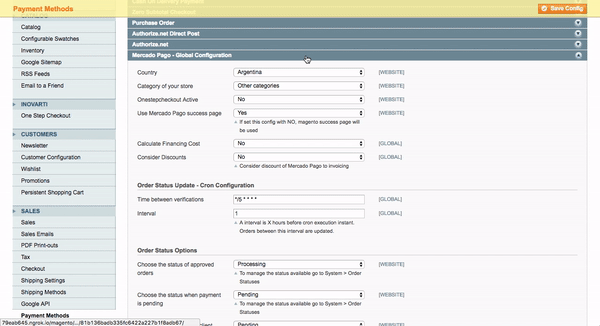 Payment Methods
Save Config
Catalog
Configurable Swatches
Inventory
Google Sitemap
RSS Feeds
Email to a Friend
INOVARTI
One Step Checkout
CUSTOMERS
Newsletter
Customer Configuration
Wishlist
Promotions
Persistent Shopping Cart
SALES
Sales
Sales Emails
PDF Print-outs
Tax
Checkout
Shipping Settings
Shipping Methods
Google API
Payment Methods
Zero Subtotal Checkout
Purchase Order
Authorize.net Direct Post
Authorize.net
Mercado Pago - Global Configuration
Country Argentina [WEBSITE]
Category of your store Other categories [WEBSITE]
Onestepcheckout Active No [WEBSITE]
Use Mercado Pago success page Yes [WEBSITE]
If set this config with NO, magento success page will
be used
Calculate Financing Cost No [GLOBAL]
Consider Discounts No [GLOBAL]
Consider discount of Mercado Pago to invoicing
Order Status Update - Cron Configuration
Time between verifications */5 * * * * [GLOBAL]
Interval 1 [GLOBAL]
A interval is X hours before cron execution instant.
Orders between this interval are updated.
Order Status Options
Choose the status of approved
orders
Processing [WEBSITE]
To manage the status available go to System > Order
Statuses
Choose the status when payment
is pending
Pending [WEBSITE]
To manage the status available go to System > Order
Statuses
Pending [WEBSITE]
79eab645.ngrok.io/magento/.../81b136badb335fc6422a227b1f8adb67/